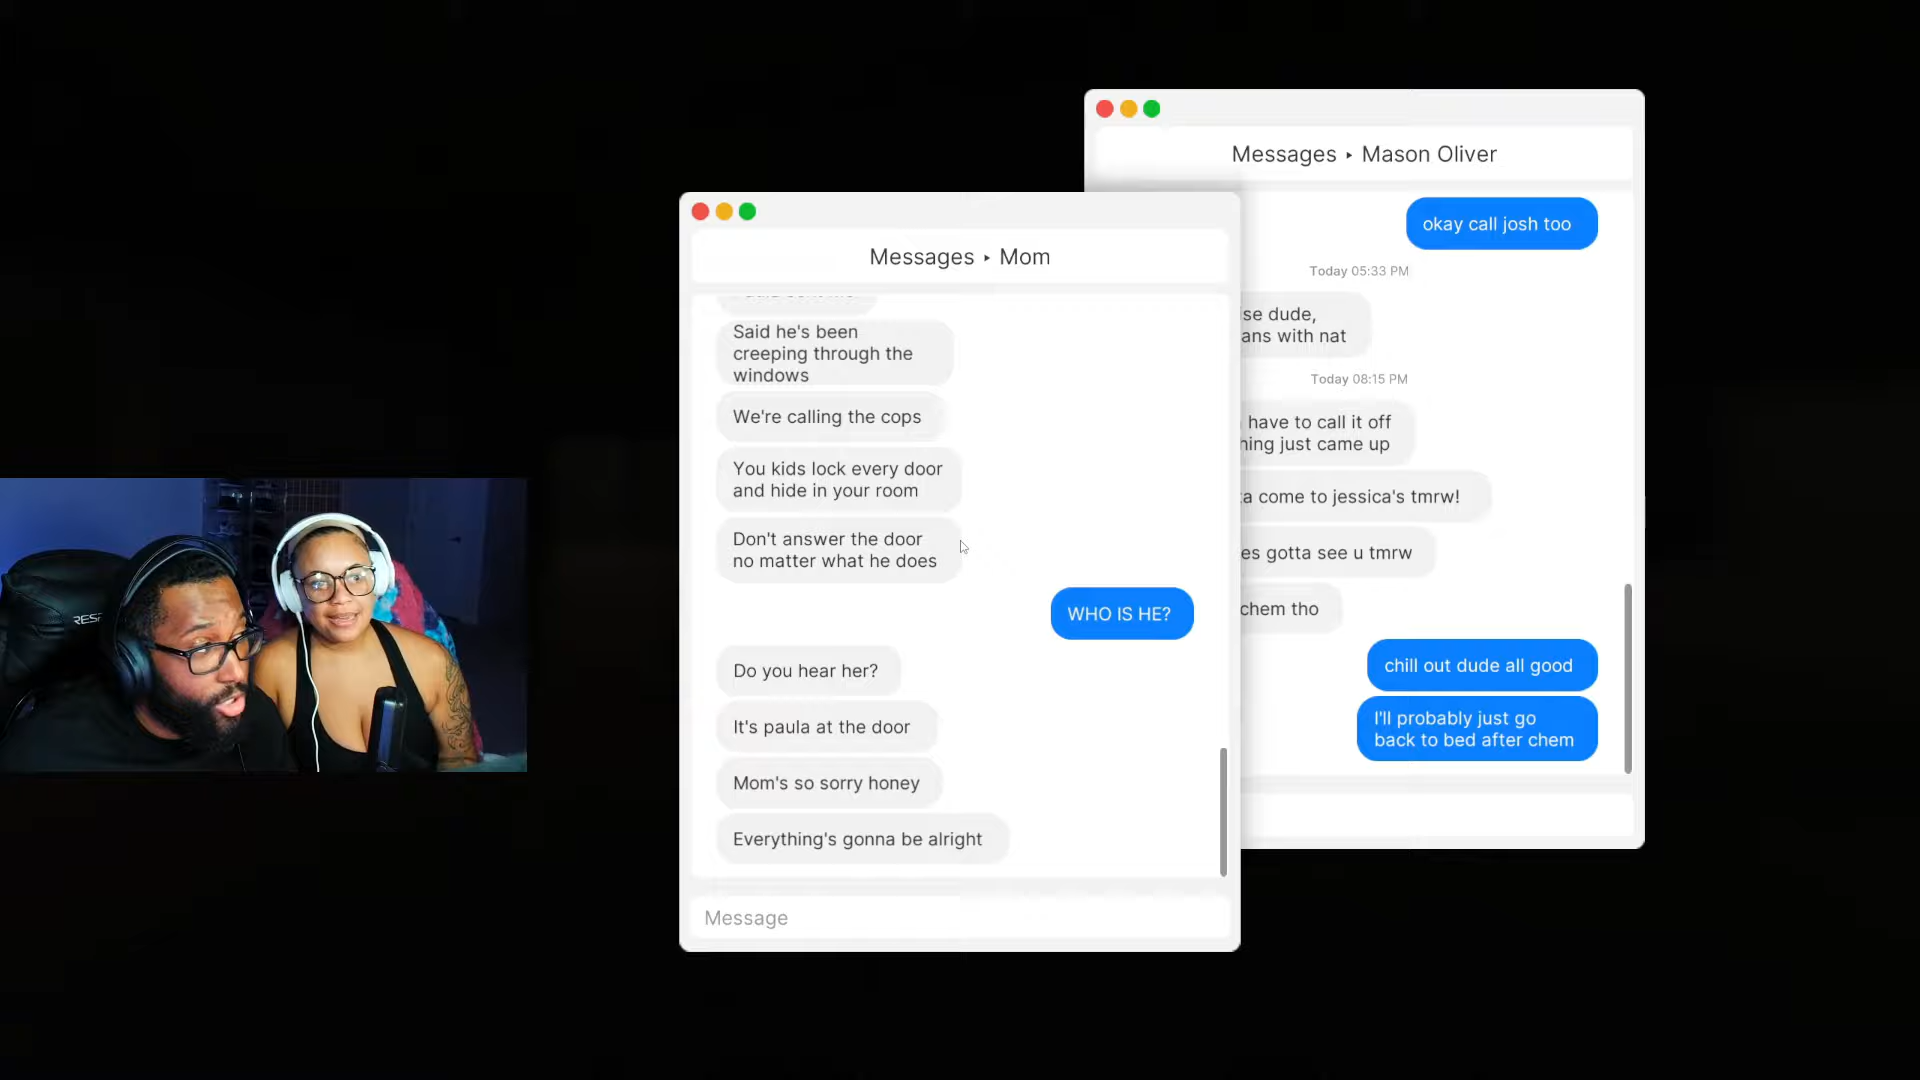 Messages ▸ Mason Oliver
okay call josh too
Today 05:33 PM
se dude,
ans with nat
Today 08:15 PM
have to call it off
hing just came up
a come to jessica's tmrw!
es gotta see u tmrw
chem tho
chill out dude all good
I'll probably just go
back to bed after chem
Messages ▸ Mom
Said he's been
creeping through the
windows
We're calling the cops
You kids lock every door
and hide in your room
Don't answer the door
no matter what he does
WHO IS HE?
Do you hear her?
It's paula at the door
Mom's so sorry honey
Everything's gonna be alright
Message
RES